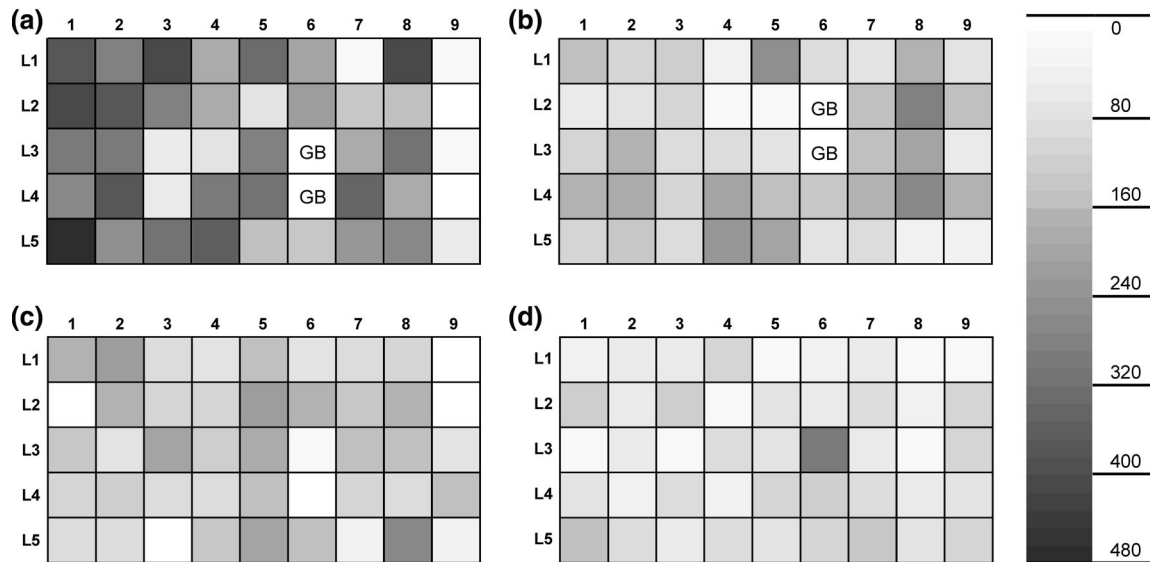 (a) 1 2 3 4 5 6 7 8 9
L1
L2
L3 GB
L4 GB
L5
(b) 1 2 3 4 5 6 7 8 9
L1
L2 GB
L3 GB
L4
L5
(c) 1 2 3 4 5 6 7 8 9
L1
L2
L3
L4
L5
(d) 1 2 3 4 5 6 7 8 9
L1
L2
L3
L4
L5
0
80
160
240
320
400
480